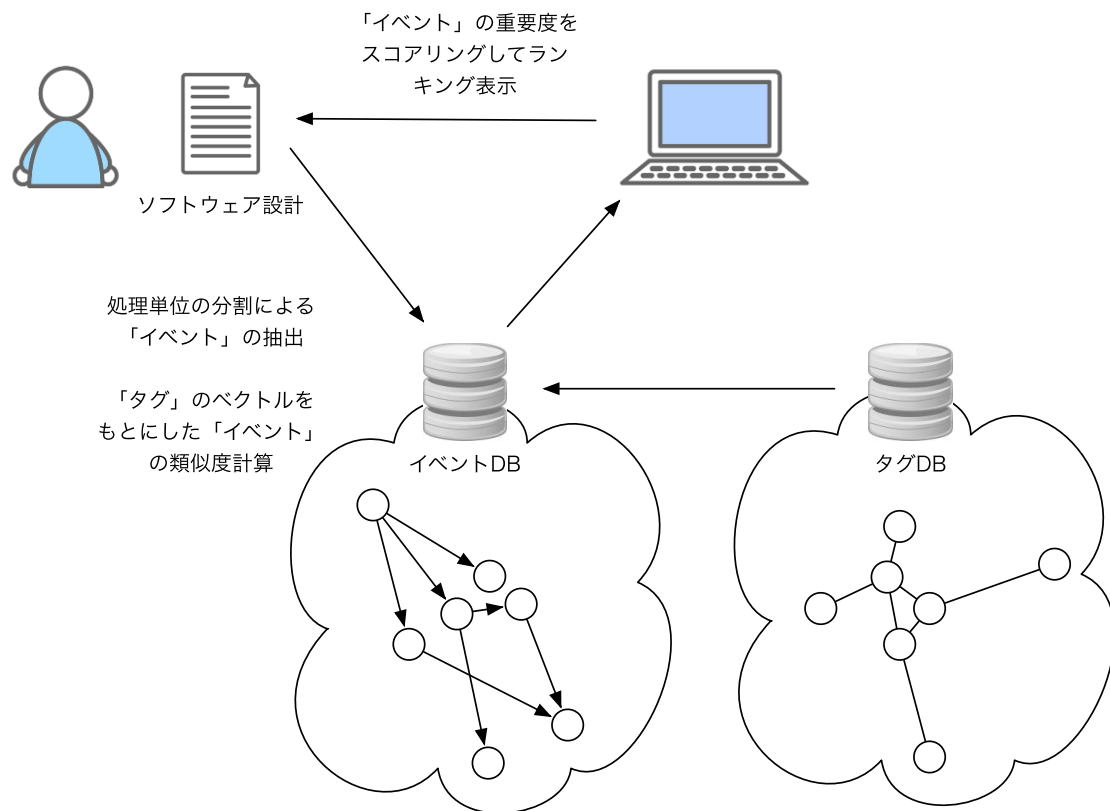 「イベント」の重要度を
スコアリングしてラン
キング表示
ソフトウェア設計
処理単位の分割による
「イベント」の抽出
「タグ」のベクトルを
もとにした「イベント」
の類似度計算
イベントDB
タグDB